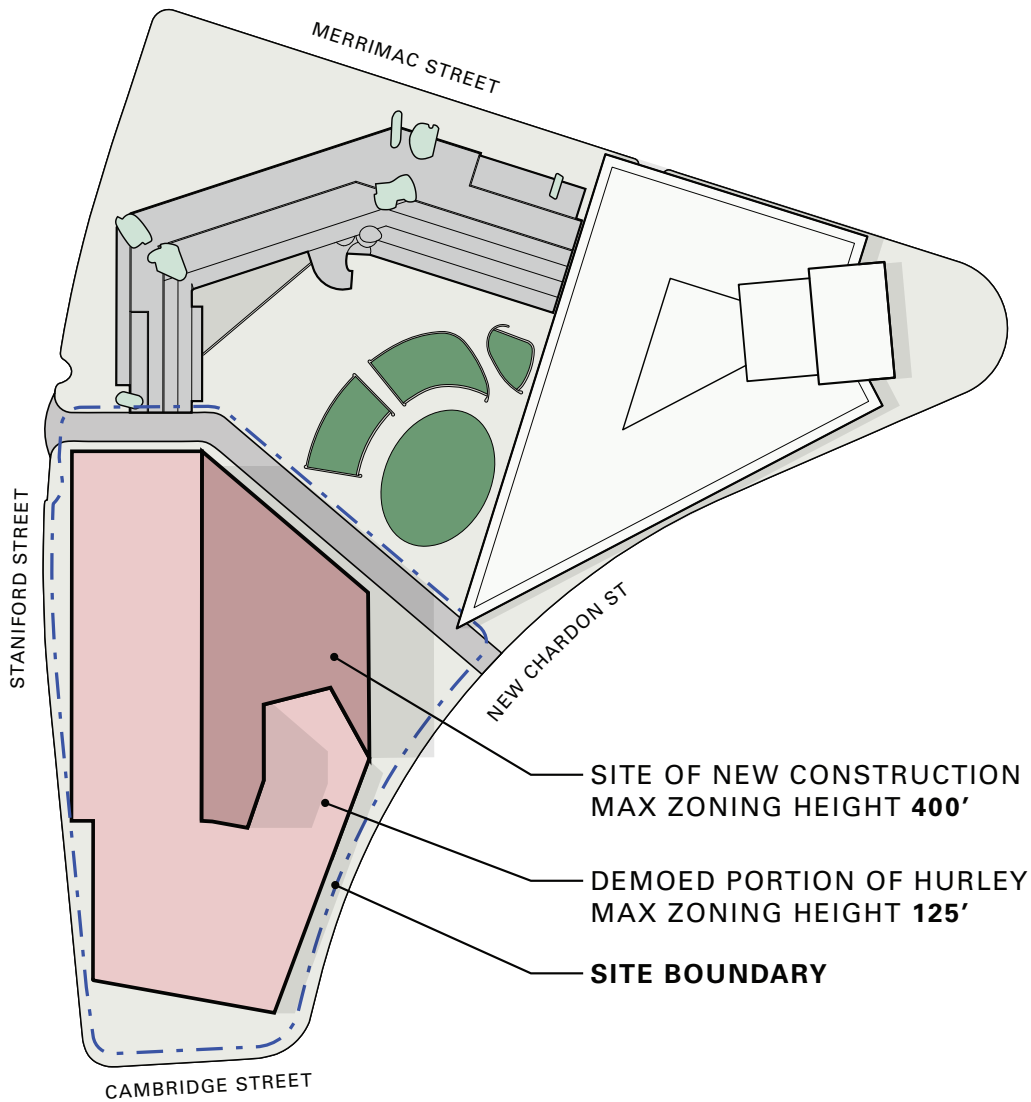 MERRIMAC STREET
STANIFORD STREET
NEW CHARDON ST
SITE OF NEW CONSTRUCTION
MAX ZONING HEIGHT 400’
DEMOED PORTION OF HURLEY
MAX ZONING HEIGHT 125’
SITE BOUNDARY
CAMBRIDGE STREET